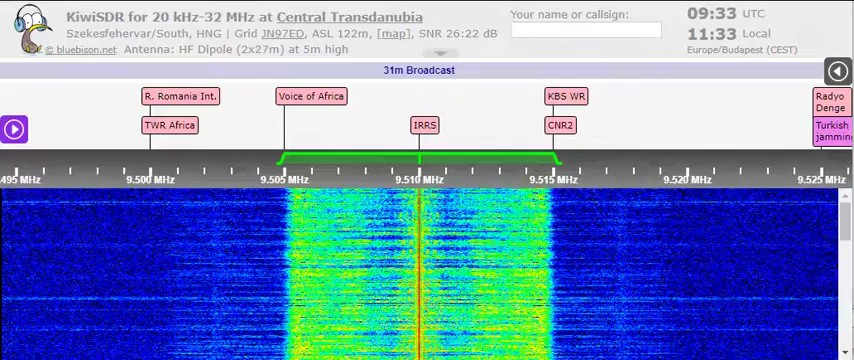 KiwiSDR for 20 kHz-32 MHz at Central Transdanubia
Szekesfehervar/South, HNG | Grid JN97ED, ASL 122m, [map], SNR 26:22 dB
© bluebison.net Antenna: HF Dipole (2x27m) at 5m high
Your name or callsign:
09:33 UTC
11:33 Local
Europe/Budapest (CEST)
31m Broadcast
R. Romania Int.
Voice of Africa
KBS WR
Radyo
Denge
TWR Africa
IRRS
CNR2
Turkish
jamming
.495 MHz 9.500 MHz 9.505 MHz 9.510 MHz 9.515 MHz 9.520 MHz 9.525 MHz